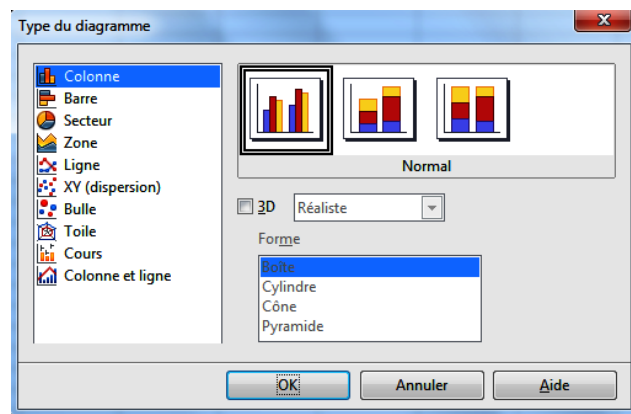 Type du diagramme
Colonne
Barre
Secteur
Zone
Ligne
XY (dispersion)
Bulle
Toile
Cours
Colonne et ligne
Normal
3D Réaliste
Forme
Boîte
Cylindre
Cône
Pyramide
OK Annuler Aide